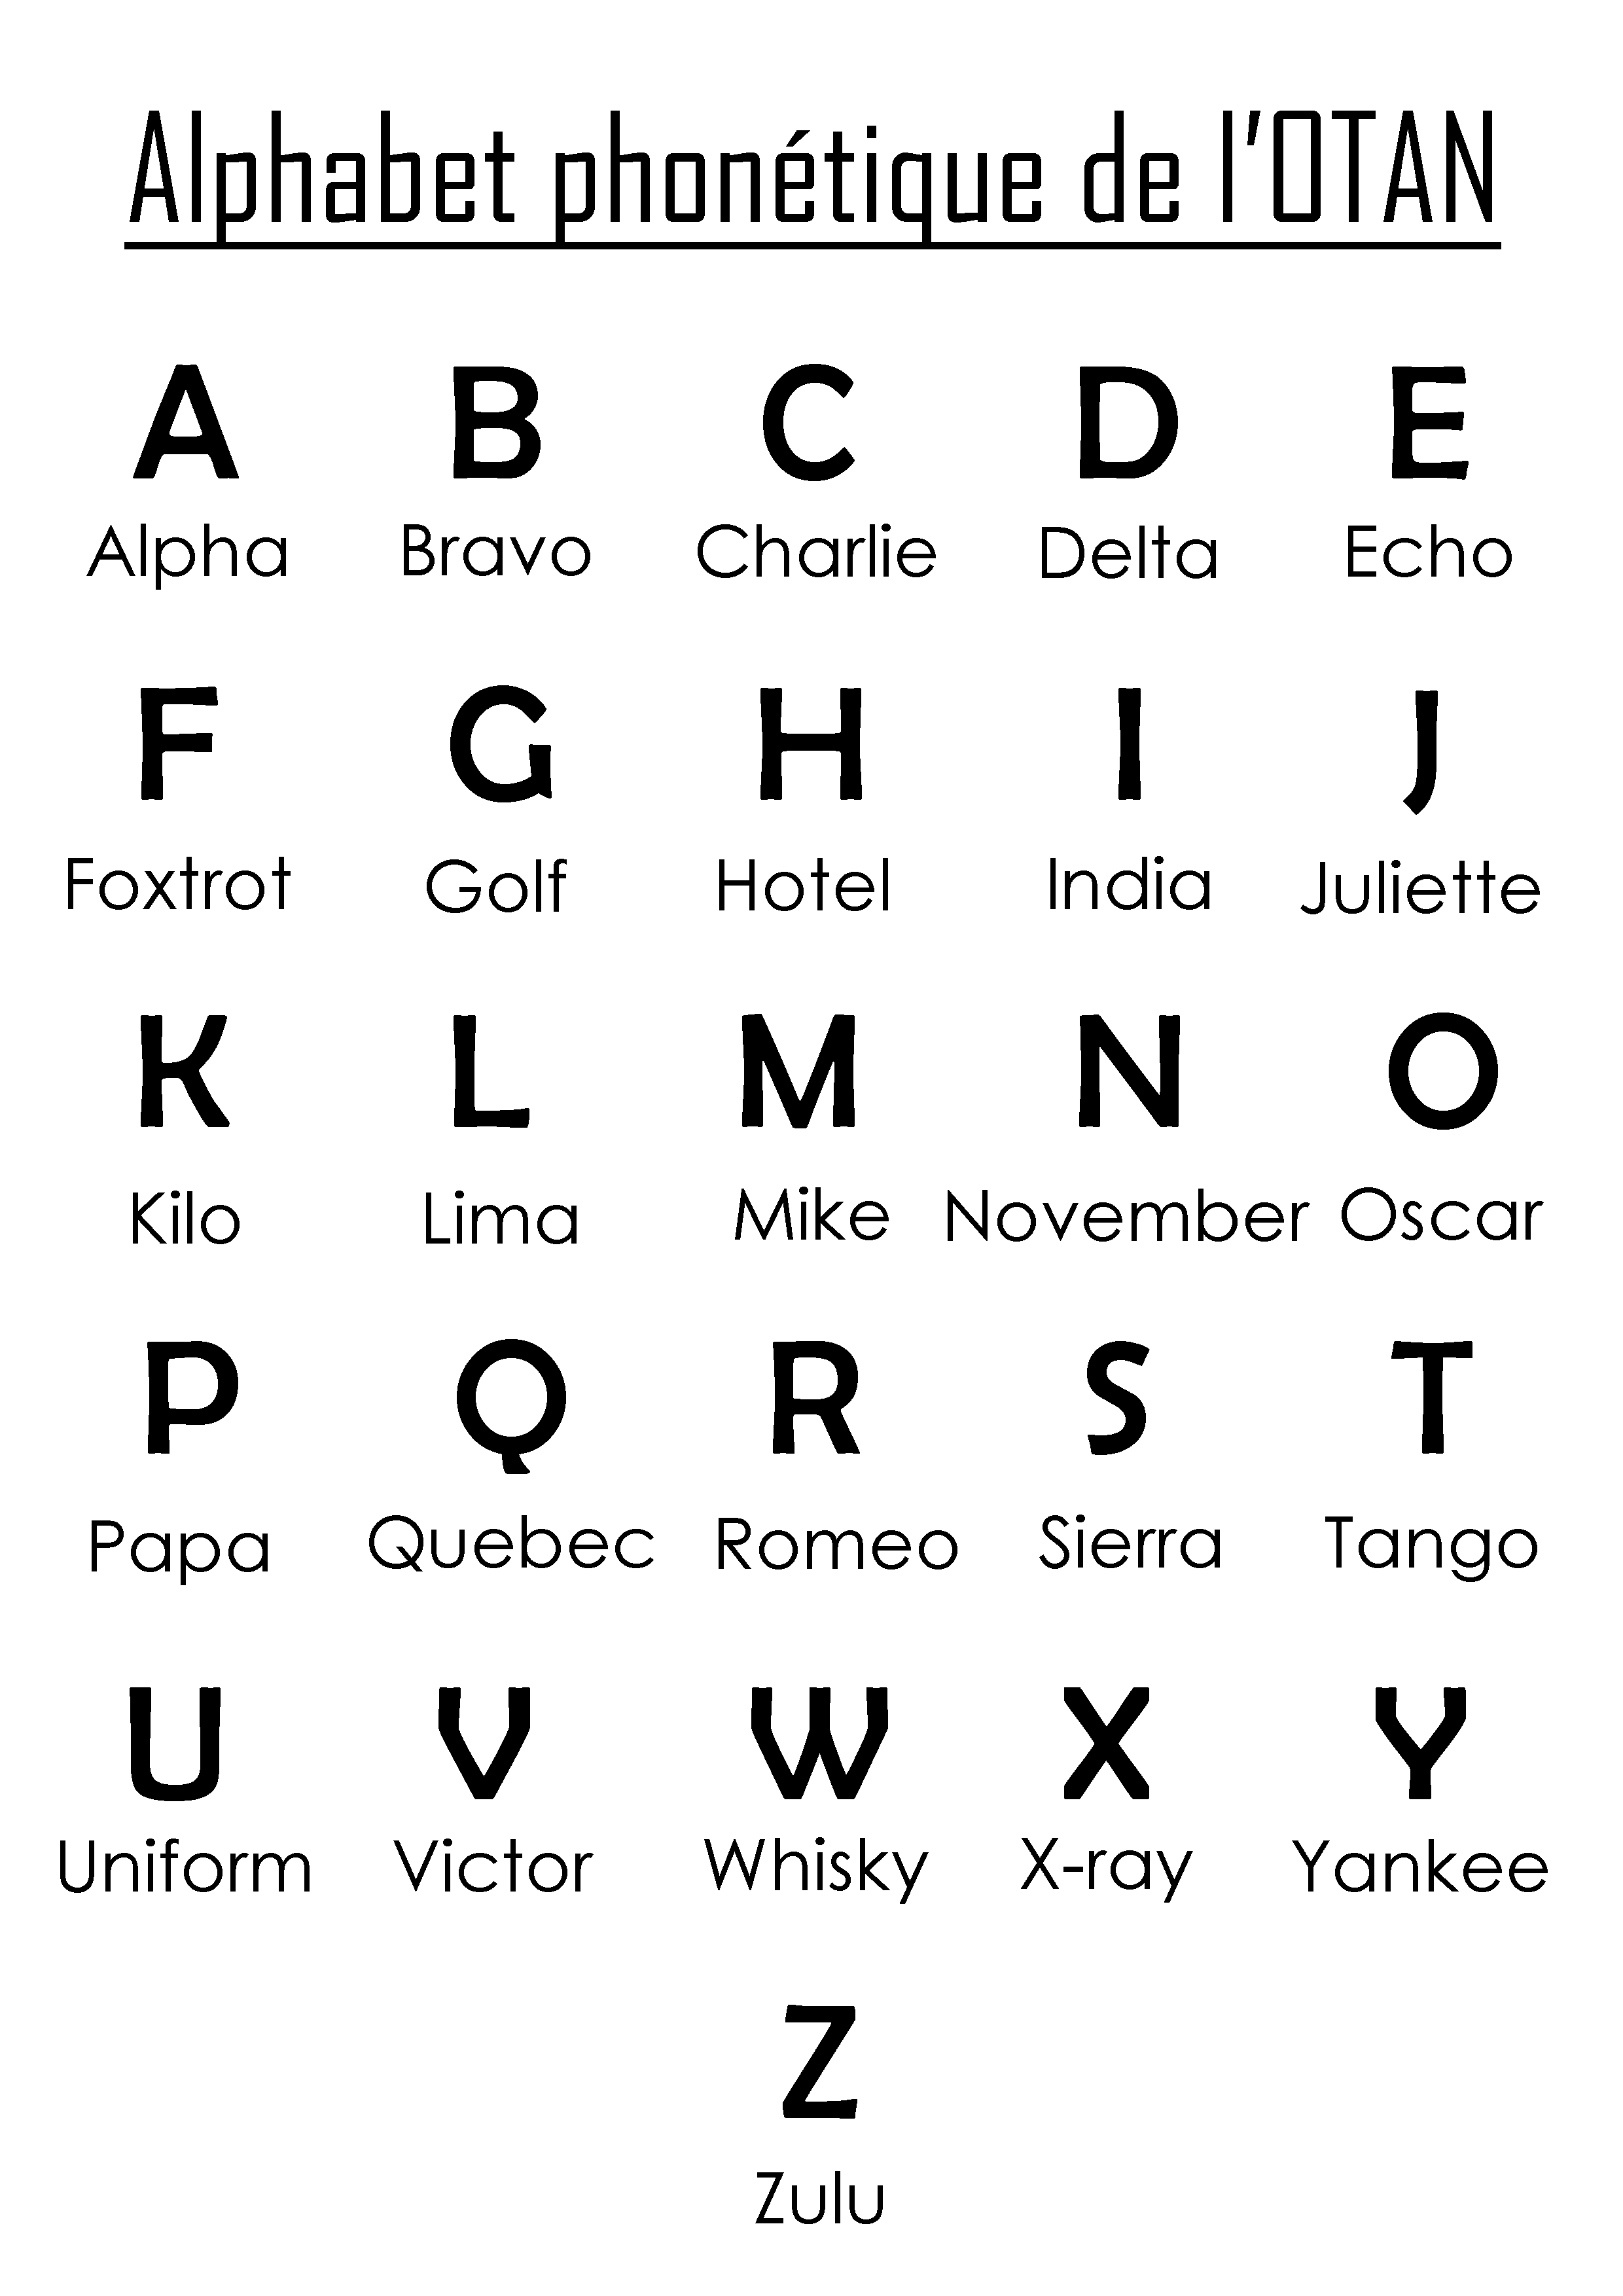 Alphabet phonétique de l'OTAN
A B C D E
Alpha Bravo Charlie Delta Echo
F G H I J
Foxtrot Golf Hotel India Juliette
K L M N O
Kilo Lima Mike November Oscar
P Q R S T
Papa Quebec Romeo Sierra Tango
U V W X Y
Uniform Victor Whisky X-ray Yankee
Z
Zulu